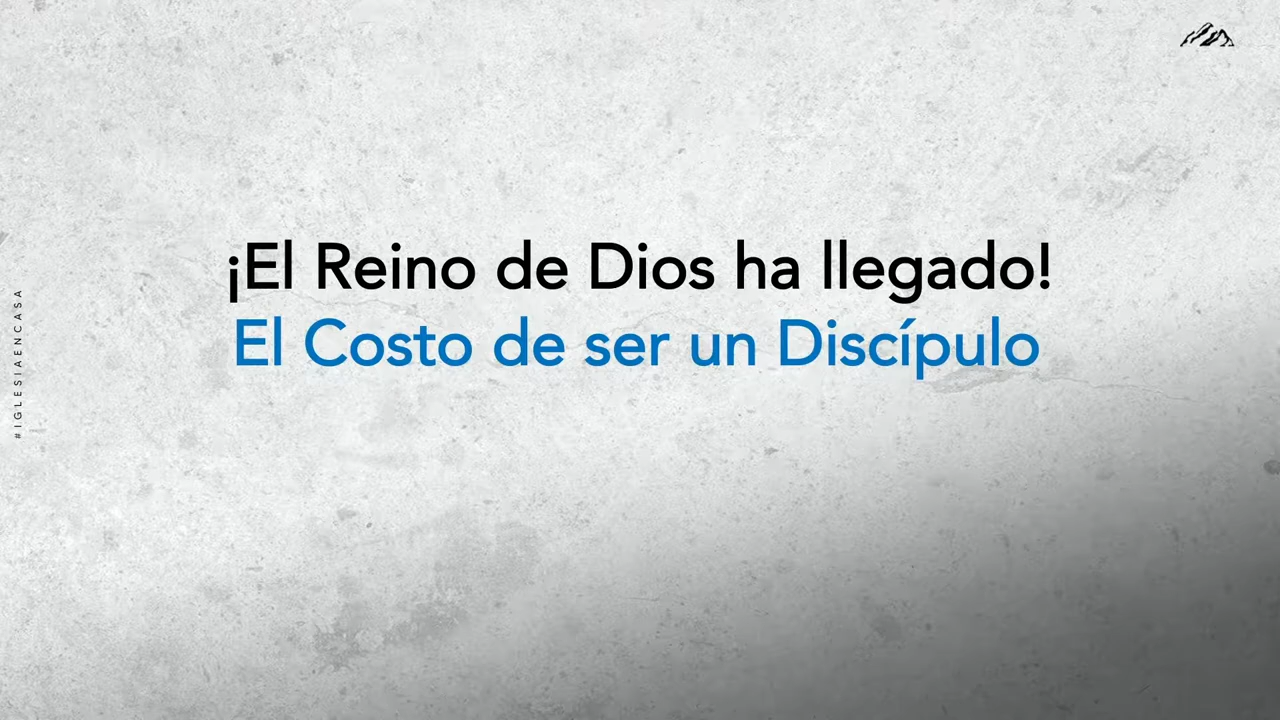 ¡El Reino de Dios ha llegado!
El Costo de ser un Discípulo
#IGLESIAENCASA